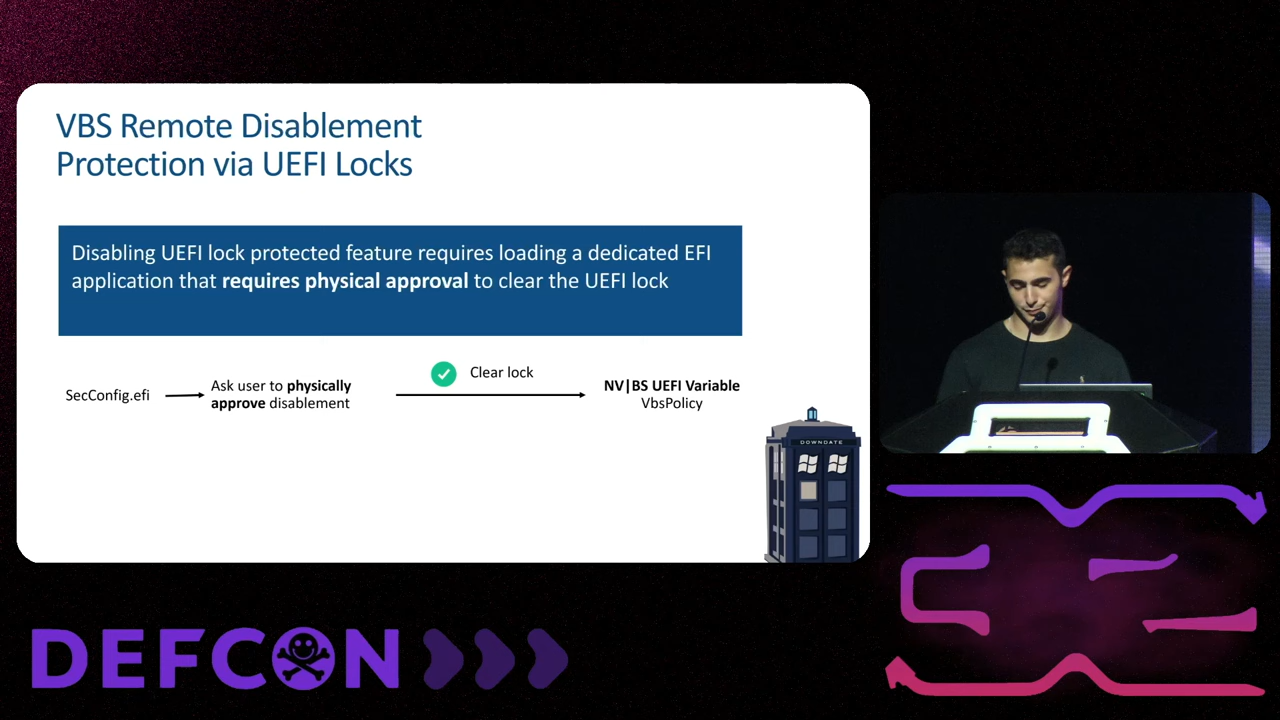 VBS Remote Disablement
Protection via UEFI Locks
Disabling UEFI lock protected feature requires loading a dedicated EFI
application that requires physical approval to clear the UEFI lock
SecConfig.efi
Ask user to physically
approve disablement
Clear lock
NV|BS UEFI Variable
VbsPolicy
DOWNDATE
DEFCON